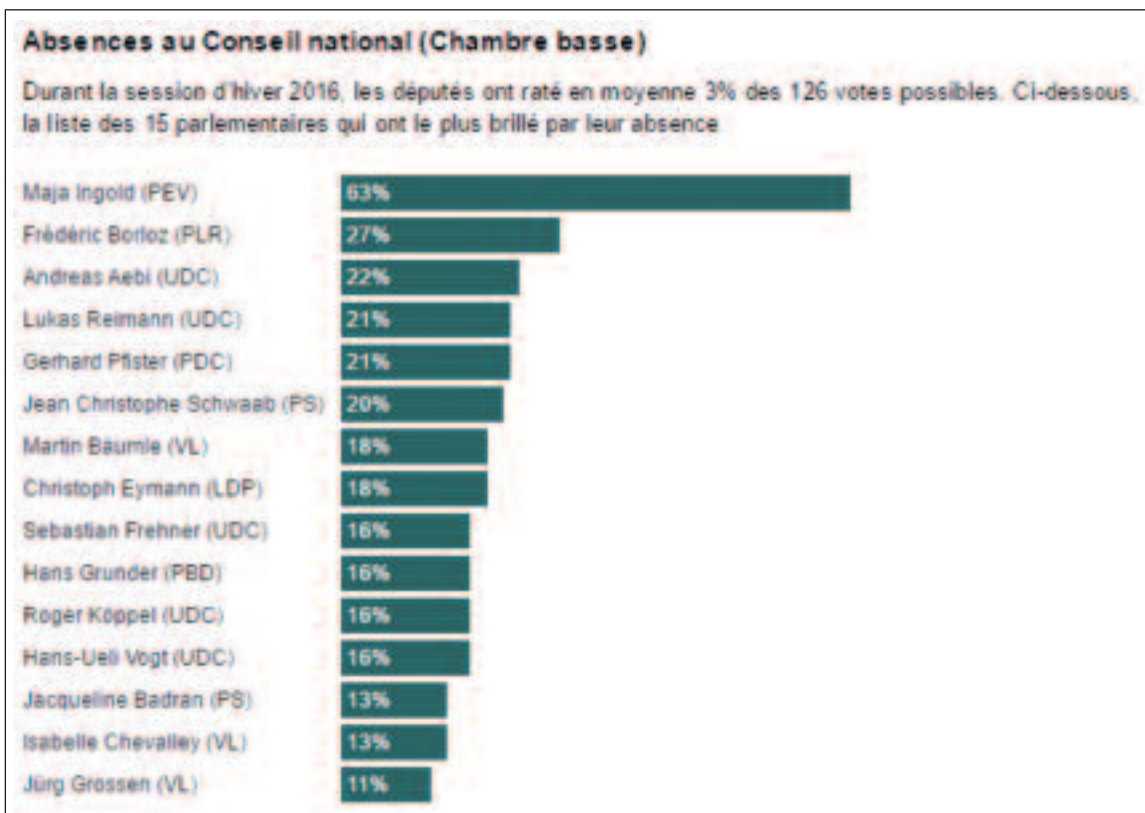 Absences au Conseil national (Chambre basse)
Durant la session d'hiver 2016, les députés ont raté en moyenne 3% des 126 votes possibles. Ci-dessous,
la liste des 15 parlementaires qui ont le plus brillé par leur absence
Maja Ingold (PEV) 63%
Frédéric Borloz (PLR) 27%
Andreas Aebi (UDC) 22%
Lukas Reimann (UDC) 21%
Gerhard Pfister (PDC) 21%
Jean Christophe Schwaab (PS) 20%
Martin Bäumle (VL) 18%
Christoph Eymann (LDP) 18%
Sebastian Frehner (UDC) 16%
Hans Grunder (PBD) 16%
Roger Köppel (UDC) 16%
Hans-Ueli Vogt (UDC) 16%
Jacqueline Badran (PS) 13%
Isabelle Chevalley (VL) 13%
Jürg Grossen (VL) 11%